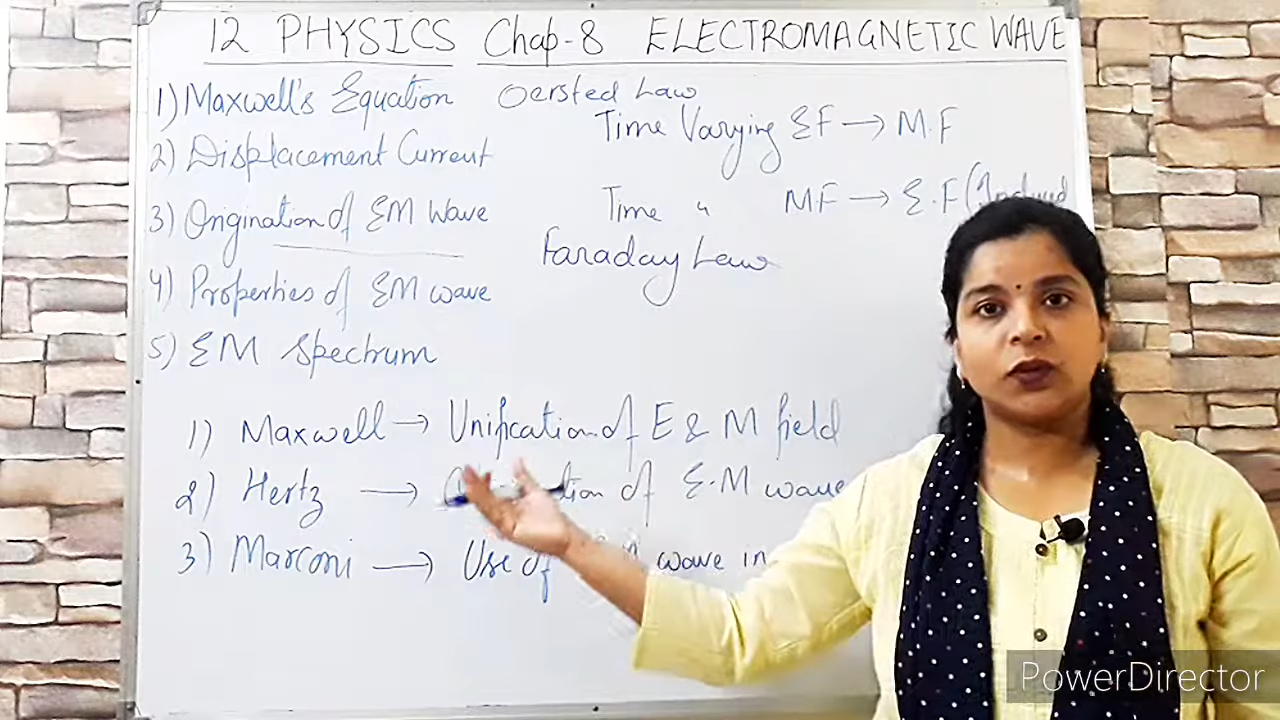 12 PHYSICS Chap-8 ELECTROMAGNETIC WAVE
1) Maxwell's Equation Oersted Law
Time Varying EF → M.F
2) Displacement Current
3) Origination of EM Wave
Time " MF → E.F (Induced
Faraday Law
4) Properties of EM wave
5) EM Spectrum
1) Maxwell → Unification of E & M field
2) Hertz → of E.M wave
3) Marconi → Use of wave in
PowerDirector